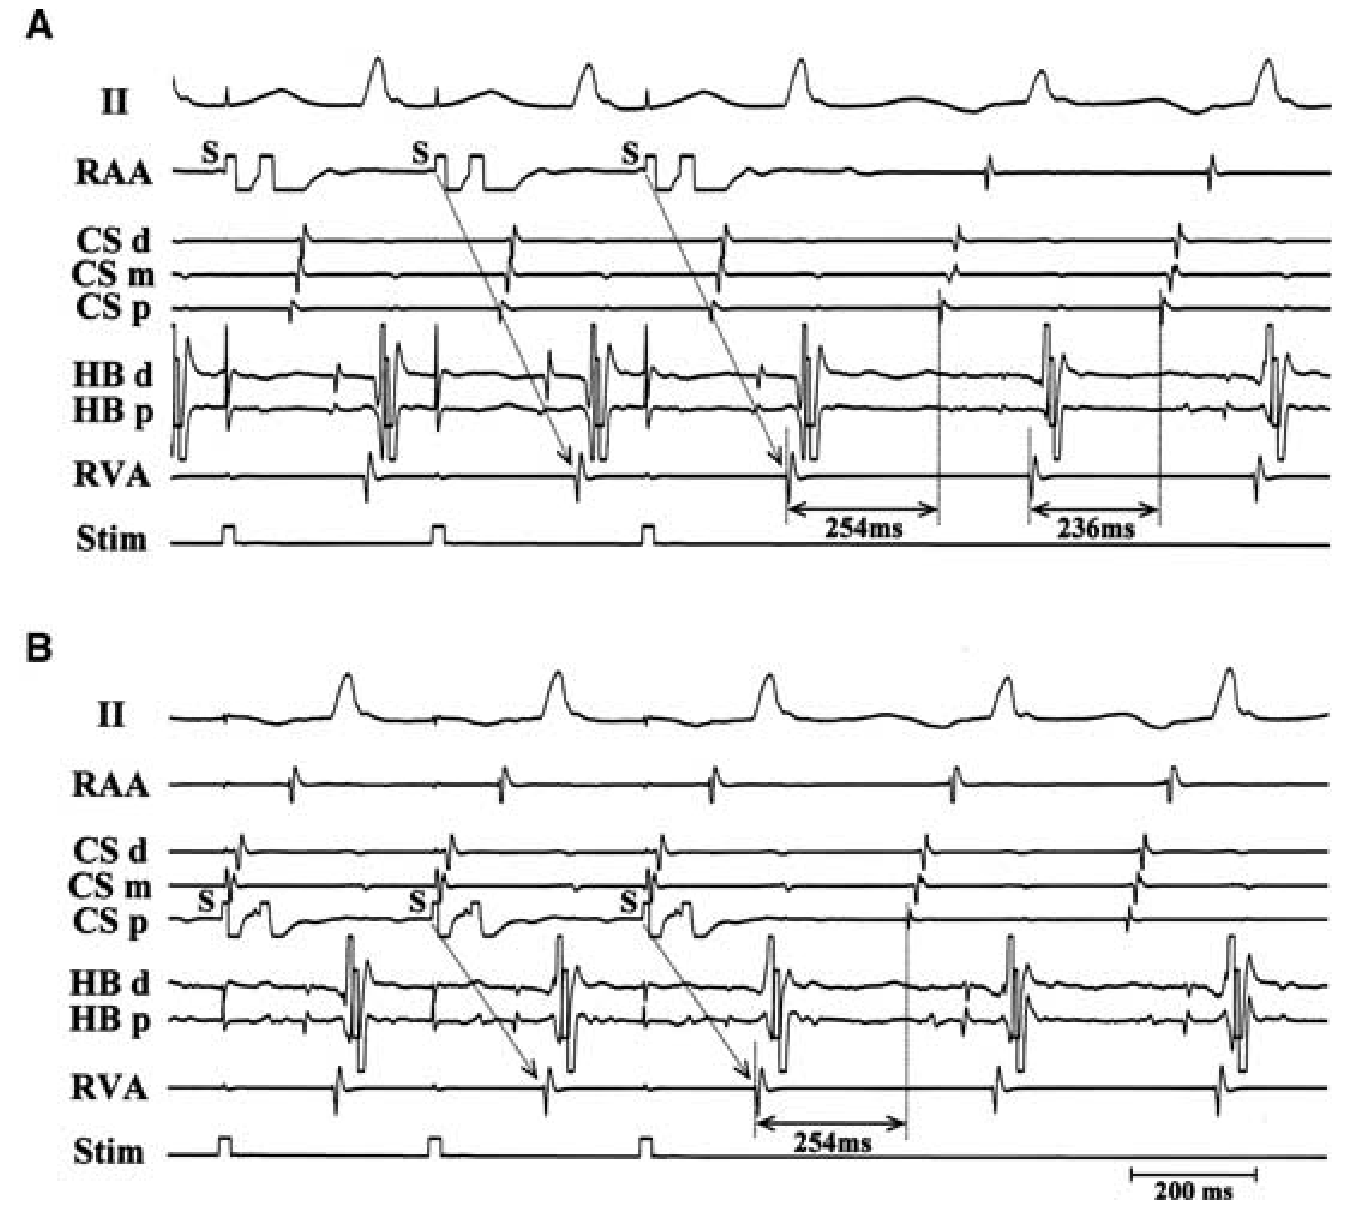 A
II
S S S
RAA
CS d
CS m
CS p
HB d
HB p
RVA
254ms 236ms
Stim
B
II
RAA
CS d
CS m
S S S
CS p
HB d
HB p
RVA
254ms
Stim
200 ms